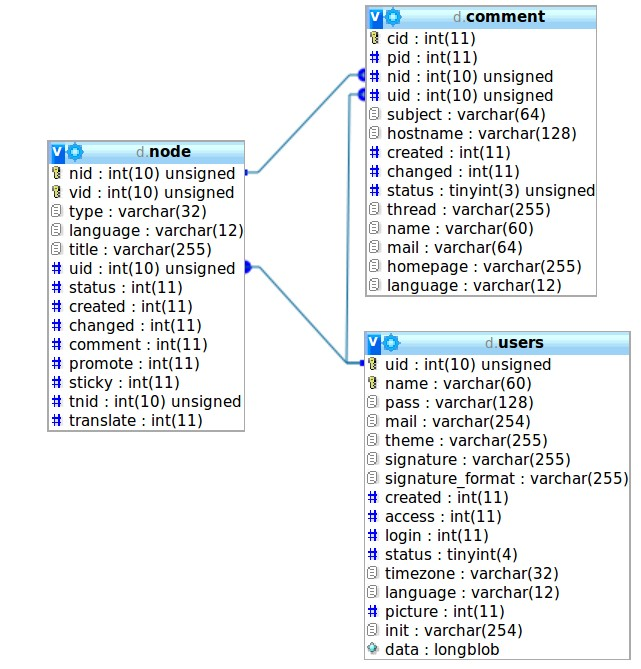 V d.comment
cid : int(11)
pid : int(11)
nid : int(10) unsigned
uid : int(10) unsigned
subject : varchar(64)
hostname : varchar(128)
created : int(11)
changed : int(11)
status : tinyint(3) unsigned
thread : varchar(255)
name : varchar(60)
mail : varchar(64)
homepage : varchar(255)
language : varchar(12)
V d.node
nid : int(10) unsigned
vid : int(10) unsigned
type : varchar(32)
language : varchar(12)
title : varchar(255)
uid : int(10) unsigned
status : int(11)
created : int(11)
changed : int(11)
comment : int(11)
promote : int(11)
sticky : int(11)
tnid : int(10) unsigned
translate : int(11)
V d.users
uid : int(10) unsigned
name : varchar(60)
pass : varchar(128)
mail : varchar(254)
theme : varchar(255)
signature : varchar(255)
signature_format : varchar(255)
created : int(11)
access : int(11)
login : int(11)
status : tinyint(4)
timezone : varchar(32)
language : varchar(12)
picture : int(11)
init : varchar(254)
data : longblob